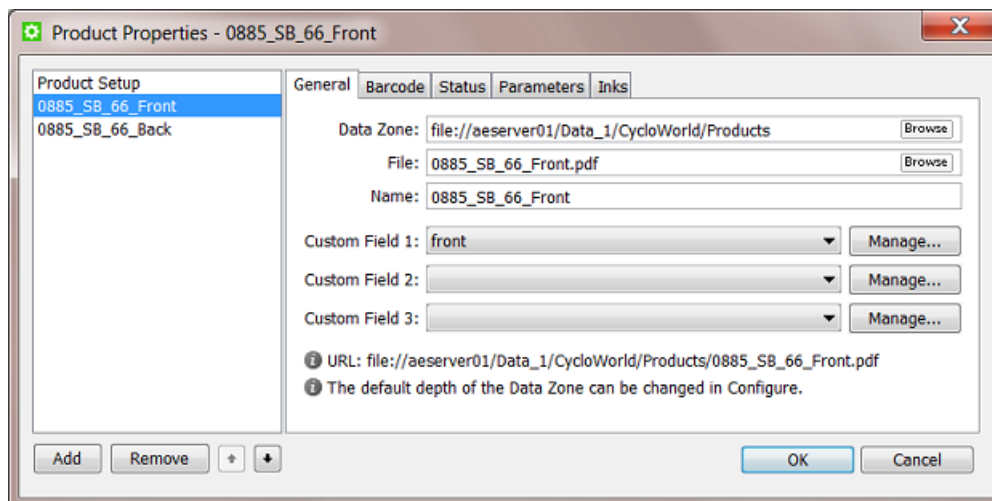 Product Properties - 0885_SB_66_Front
X
Product Setup
0885_SB_66_Front
0885_SB_66_Back
General Barcode Status Parameters Inks
Data Zone: file://aeserver01/Data_1/CycloWorld/Products Browse
File: 0885_SB_66_Front.pdf Browse
Name: 0885_SB_66_Front
Custom Field 1: front Manage...
Custom Field 2: Manage...
Custom Field 3: Manage...
URL: file://aeserver01/Data_1/CycloWorld/Products/0885_SB_66_Front.pdf
The default depth of the Data Zone can be changed in Configure.
Add Remove OK Cancel